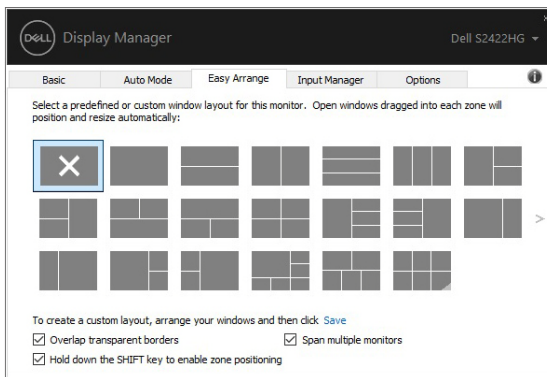 DELL Display Manager Dell S2422HG
Basic Auto Mode Easy Arrange Input Manager Options
Select a predefined or custom window layout for this monitor. Open windows dragged into each zone will
position and resize automatically:
To create a custom layout, arrange your windows and then click Save
Overlap transparent borders Span multiple monitors
Hold down the SHIFT key to enable zone positioning